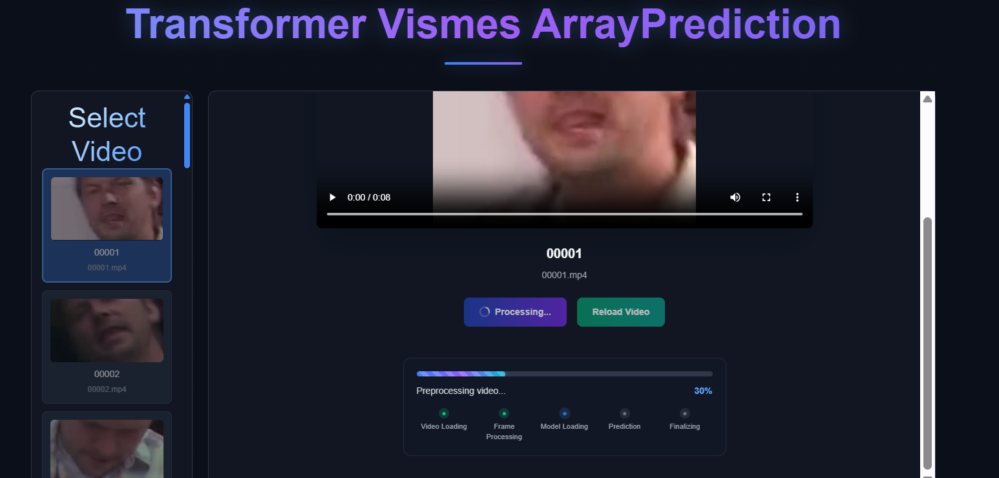 Transformer Vismes ArrayPrediction
Select
Video
00001
00001.mp4
00002
00002.mp4
0:00 / 0:08
00001
00001.mp4
Processing...
Reload Video
Preprocessing video...
30%
Video Loading
Frame
Processing
Model Loading
Prediction
Finalizing